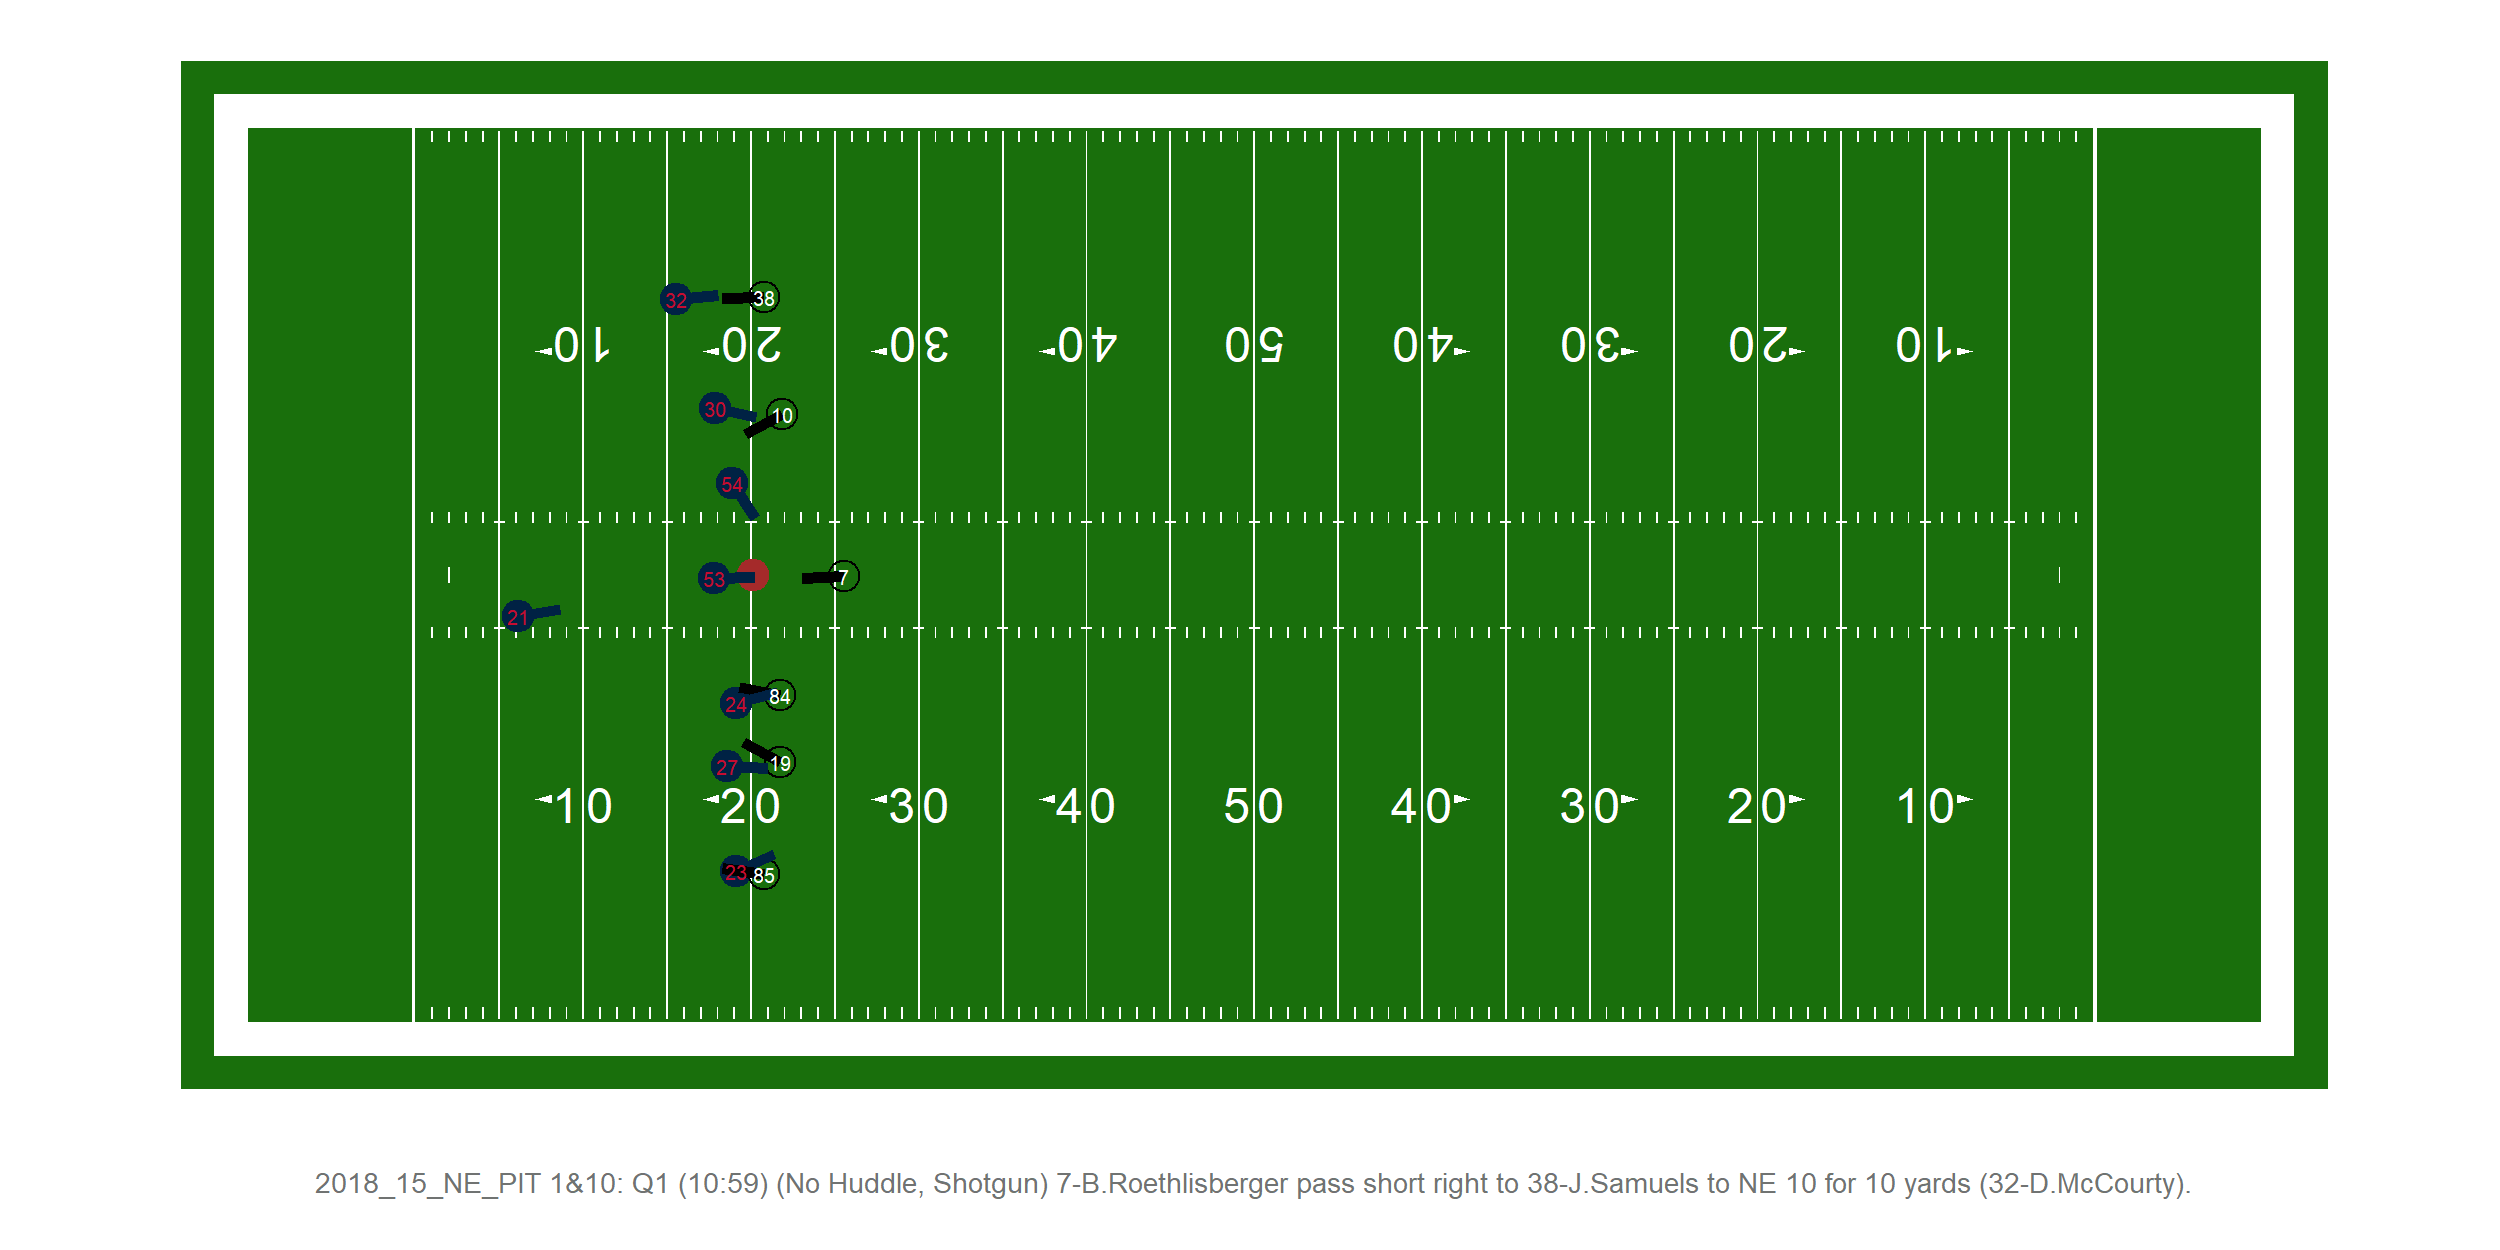 32 38
10 20 30 40 50 40 30 20 10
30 10
54
53 7
21
24 84
27 19
10 20 30 40 50 40 30 20 10
23 85
2018_15_NE_PIT 1&10: Q1 (10:59) (No Huddle, Shotgun) 7-B.Roethlisberger pass short right to 38-J.Samuels to NE 10 for 10 yards (32-D.McCourty).